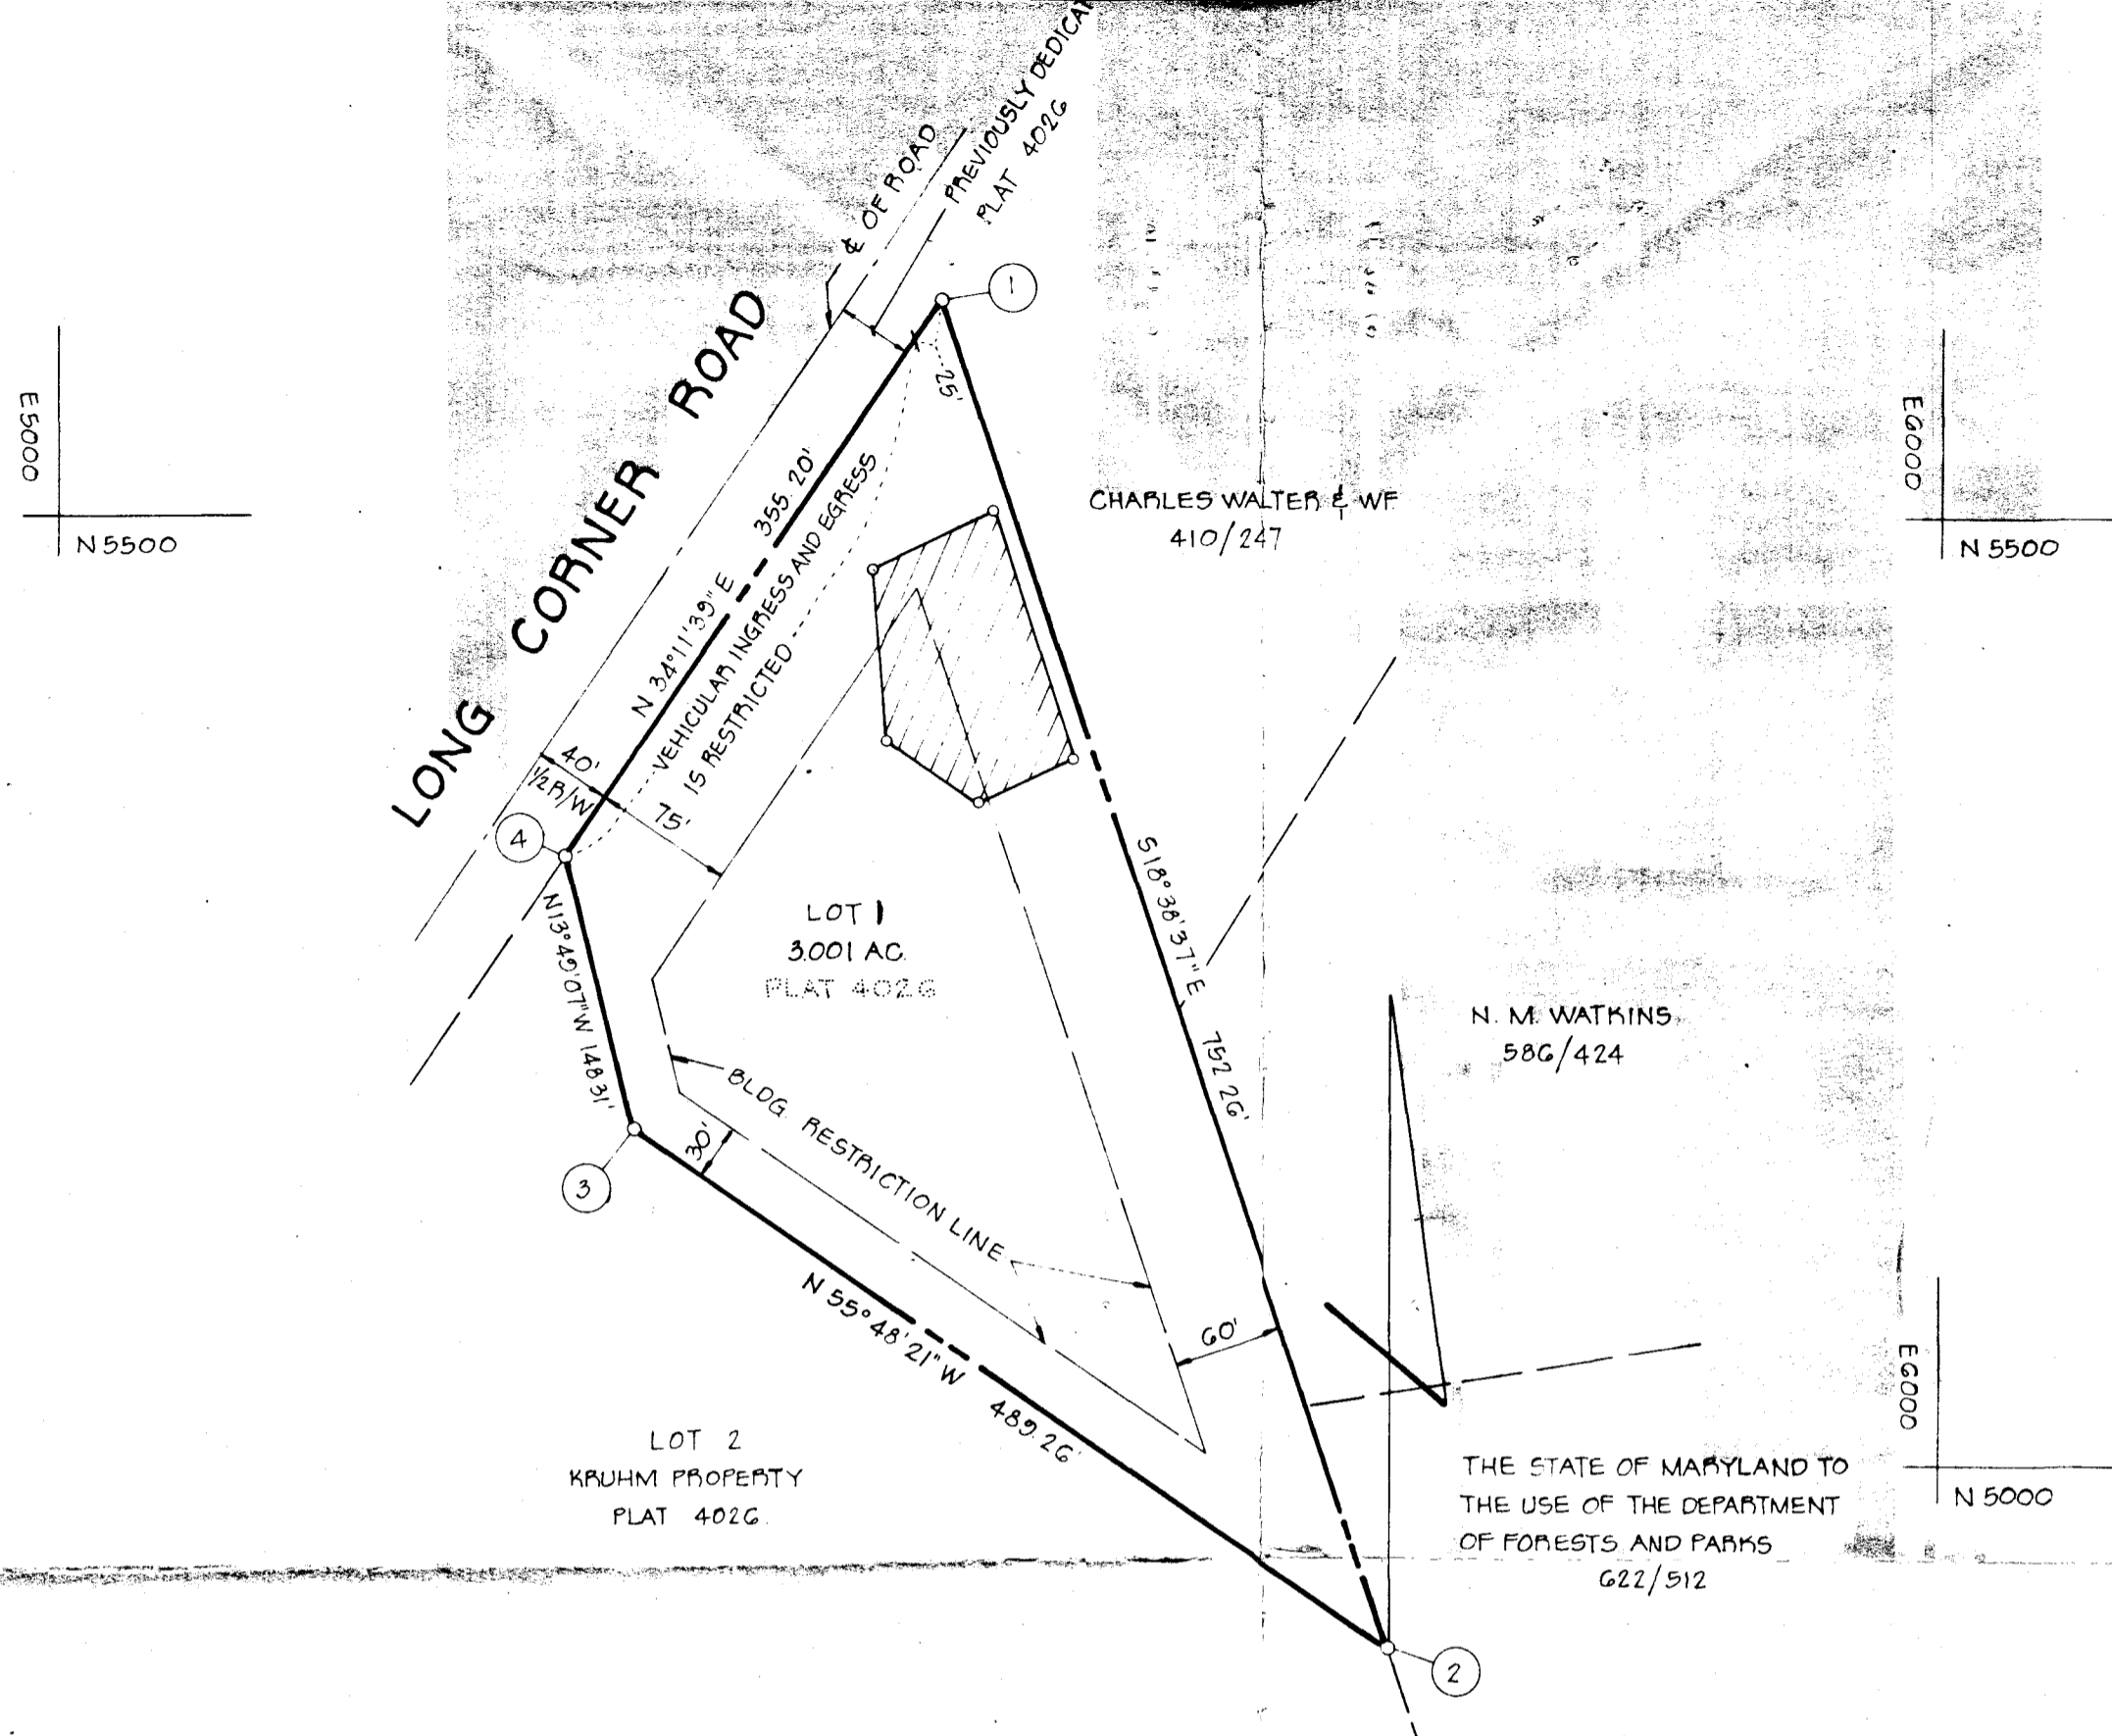 PREVIOUSLY
PLAT 4026
℄ OF ROAD
1
LONG CORNER ROAD
25'
E5000
N5500
E6000
N 5500
CHARLES WALTER & WF.
410/247
N 34°11'39" E 355.20'
VEHICULAR INGRESS AND EGRESS
IS RESTRICTED
40'
1/2 R/W
75'
4
LOT 1
3.001 AC.
PLAT 4026
N13°49'07"W 148.31'
S18°38'37"E 752.26'
N. M. WATKINS
586/424
BLDG. RESTRICTION LINE
30'
3
60'
N 55°48'21" W 489.26'
LOT 2
KRUHM PROPERTY
PLAT 4026.
E6000
N 5000
THE STATE OF MARYLAND TO
THE USE OF THE DEPARTMENT
OF FORESTS AND PARKS
622/512
2